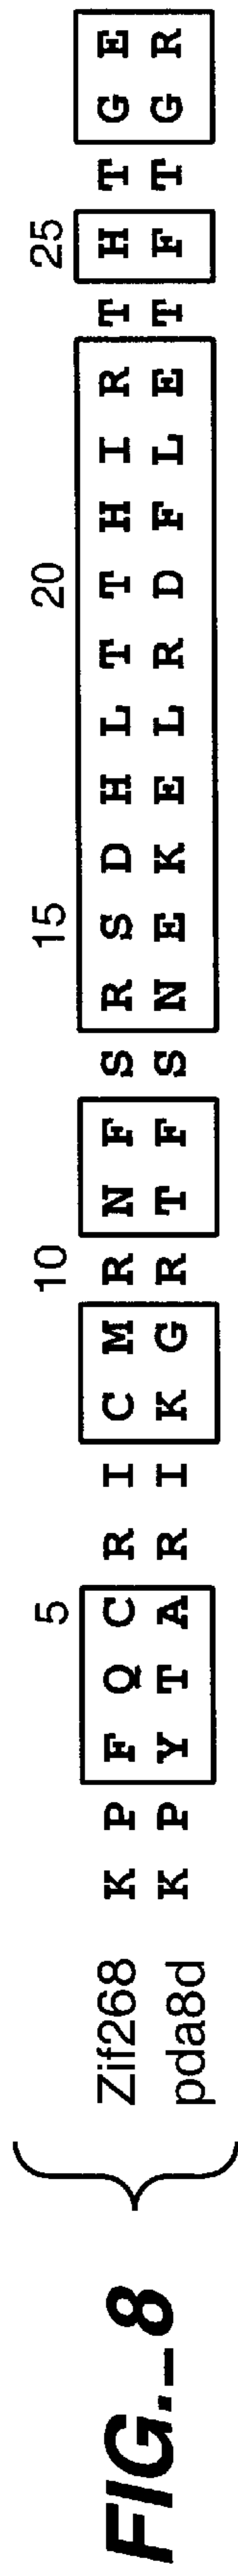 5 10 15 20 25
Zif268 K P F Q C R I C M R N F S R S D H L T T H I R T H T G E
pda8d K P Y T A R I K G R T F S N E K E L R D F L E T F T G R
FIG._8